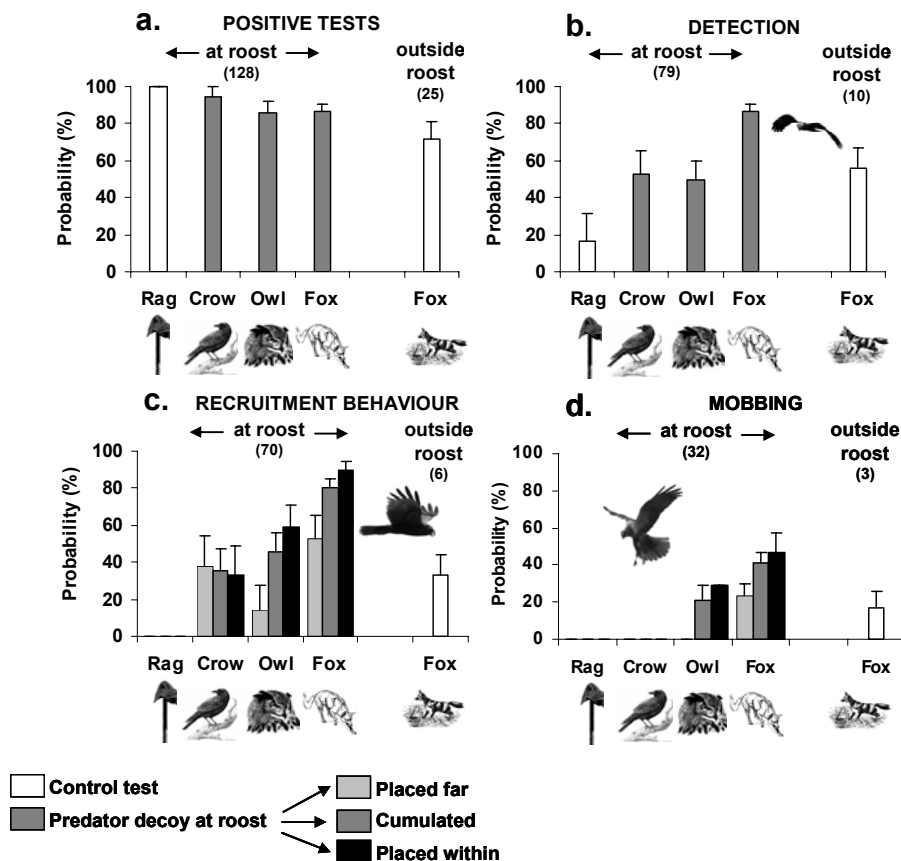 a.
POSITIVE TESTS
at roost
(128)
outside
roost
(25)
Probability (%)
100
80
60
40
20
0
Rag Crow Owl Fox Fox
b.
DETECTION
at roost
(79)
outside
roost
(10)
Probability (%)
100
80
60
40
20
0
Rag Crow Owl Fox Fox
c.
RECRUITMENT BEHAVIOUR
at roost
(70)
outside
roost
(6)
Probability (%)
100
80
60
40
20
0
Rag Crow Owl Fox Fox
d.
MOBBING
at roost
(32)
outside
roost
(3)
Probability (%)
100
80
60
40
20
0
Rag Crow Owl Fox Fox
Control test
Predator decoy at roost
Placed far
Cumulated
Placed within